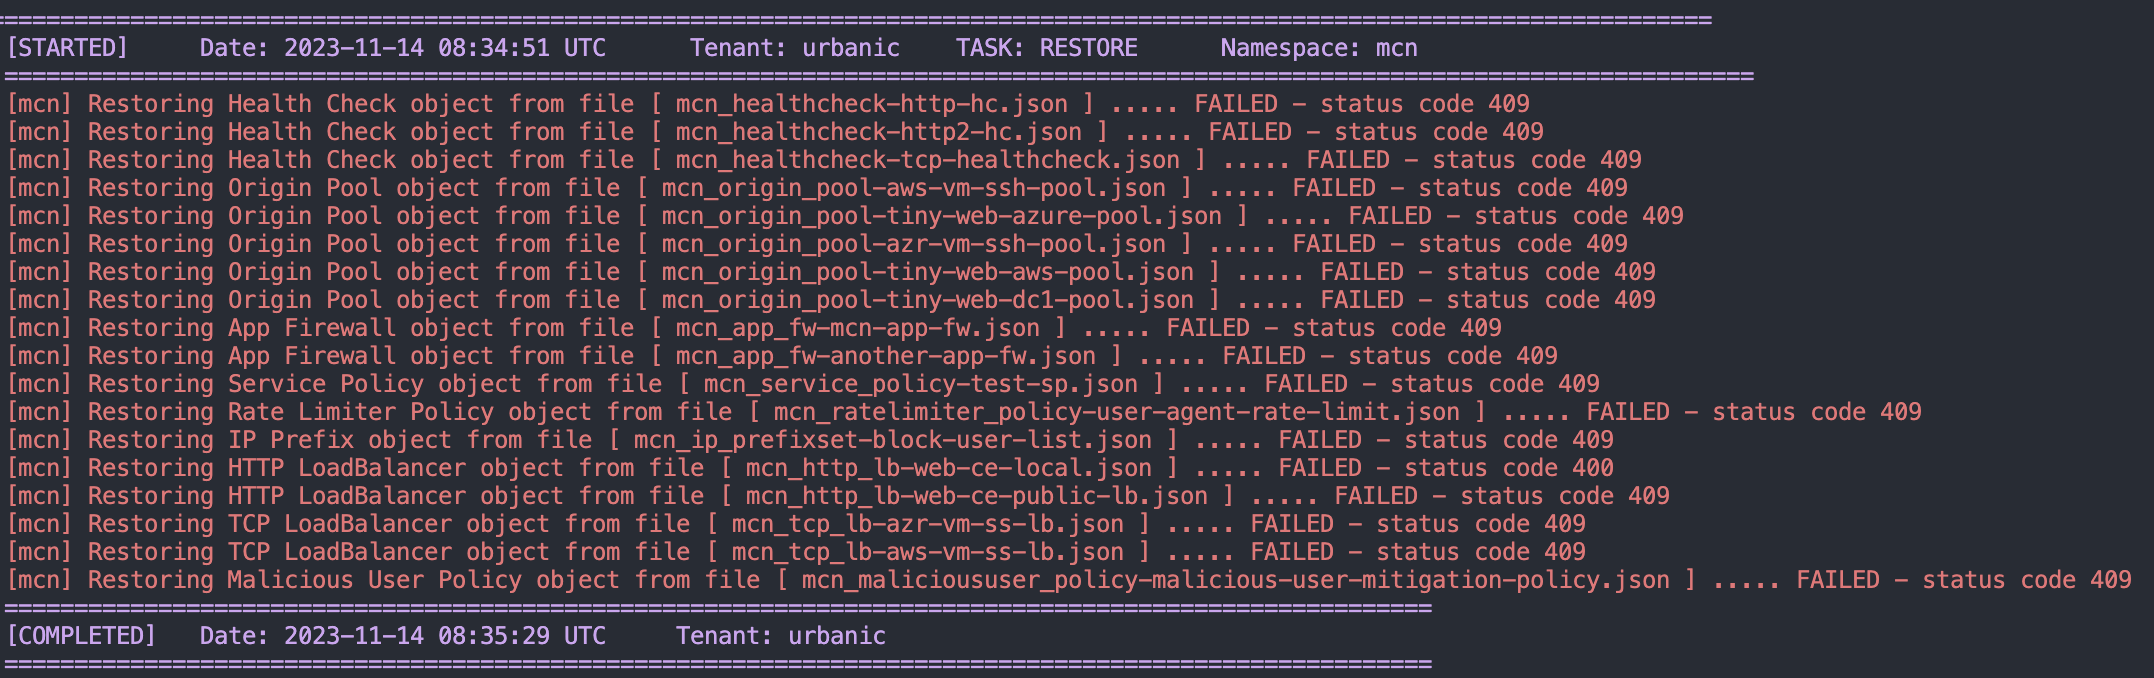 =============================================================================================================================
[STARTED]     Date: 2023-11-14 08:34:51 UTC      Tenant: urbanic    TASK: RESTORE      Namespace: mcn
=============================================================================================================================
[mcn] Restoring Health Check object from file [ mcn_healthcheck-http-hc.json ] ..... FAILED - status code 409
[mcn] Restoring Health Check object from file [ mcn_healthcheck-http2-hc.json ] ..... FAILED - status code 409
[mcn] Restoring Health Check object from file [ mcn_healthcheck-tcp-healthcheck.json ] ..... FAILED - status code 409
[mcn] Restoring Origin Pool object from file [ mcn_origin_pool-aws-vm-ssh-pool.json ] ..... FAILED - status code 409
[mcn] Restoring Origin Pool object from file [ mcn_origin_pool-tiny-web-azure-pool.json ] ..... FAILED - status code 409
[mcn] Restoring Origin Pool object from file [ mcn_origin_pool-azr-vm-ssh-pool.json ] ..... FAILED - status code 409
[mcn] Restoring Origin Pool object from file [ mcn_origin_pool-tiny-web-aws-pool.json ] ..... FAILED - status code 409
[mcn] Restoring Origin Pool object from file [ mcn_origin_pool-tiny-web-dc1-pool.json ] ..... FAILED - status code 409
[mcn] Restoring App Firewall object from file [ mcn_app_fw-mcn-app-fw.json ] ..... FAILED - status code 409
[mcn] Restoring App Firewall object from file [ mcn_app_fw-another-app-fw.json ] ..... FAILED - status code 409
[mcn] Restoring Service Policy object from file [ mcn_service_policy-test-sp.json ] ..... FAILED - status code 409
[mcn] Restoring Rate Limiter Policy object from file [ mcn_ratelimiter_policy-user-agent-rate-limit.json ] ..... FAILED - status code 409
[mcn] Restoring IP Prefix object from file [ mcn_ip_prefixset-block-user-list.json ] ..... FAILED - status code 409
[mcn] Restoring HTTP LoadBalancer object from file [ mcn_http_lb-web-ce-local.json ] ..... FAILED - status code 400
[mcn] Restoring HTTP LoadBalancer object from file [ mcn_http_lb-web-ce-public-lb.json ] ..... FAILED - status code 409
[mcn] Restoring TCP LoadBalancer object from file [ mcn_tcp_lb-azr-vm-ss-lb.json ] ..... FAILED - status code 409
[mcn] Restoring TCP LoadBalancer object from file [ mcn_tcp_lb-aws-vm-ss-lb.json ] ..... FAILED - status code 409
[mcn] Restoring Malicious User Policy object from file [ mcn_malicioususer_policy-malicious-user-mitigation-policy.json ] ..... FAILED - status code 409
======================================================================================================
[COMPLETED]   Date: 2023-11-14 08:35:29 UTC     Tenant: urbanic
======================================================================================================